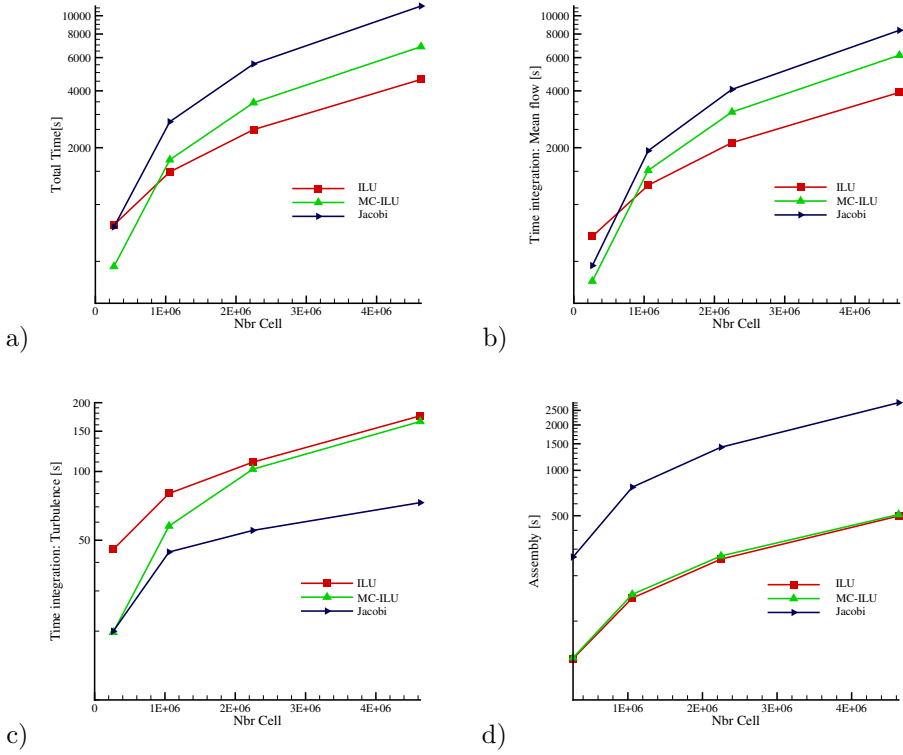 10000
8000
6000
4000
2000
Total Time[s]
ILU
MC-ILU
Jacobi
0
1E+06
2E+06
3E+06
4E+06
Nbr Cell
a)
10000
8000
6000
4000
2000
Time integration: Mean flow [s]
ILU
MC-ILU
Jacobi
0
1E+06
2E+06
3E+06
4E+06
Nbr Cell
b)
200
150
100
50
Time integration: Turbulence [s]
ILU
MC-ILU
Jacobi
0
1E+06
2E+06
3E+06
4E+06
Nbr Cell
c)
2500
2000
1500
1000
500
Assembly [s]
ILU
MC-ILU
Jacobi
1E+06
2E+06
3E+06
4E+06
Nbr Cell
d)